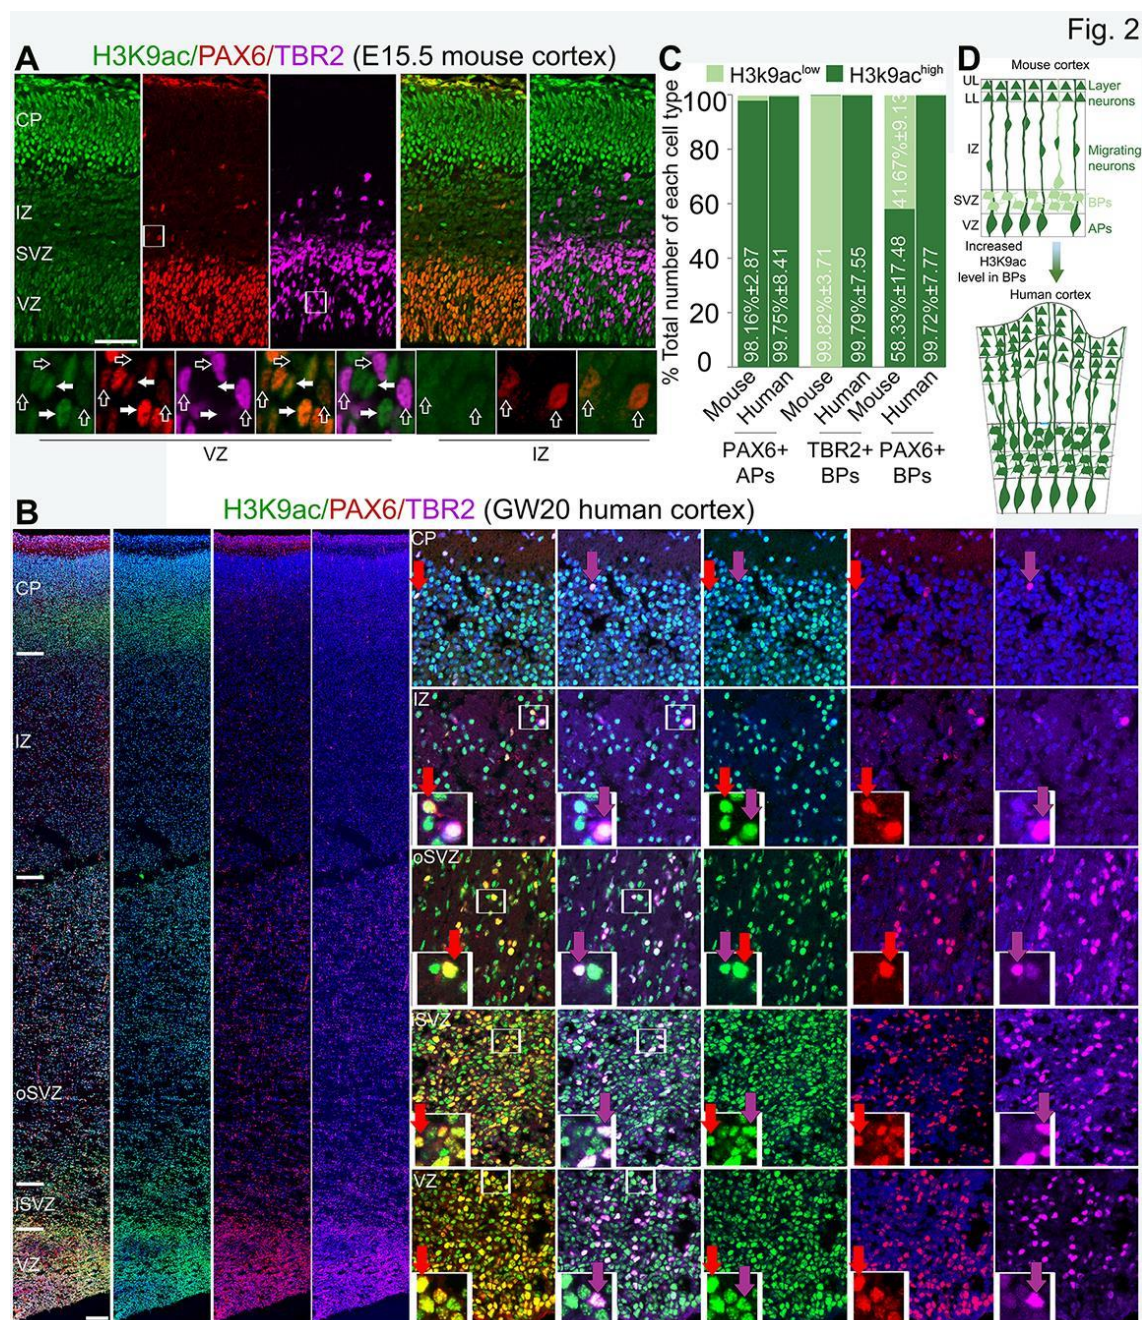 Fig. 2
A
H3K9ac/PAX6/TBR2 (E15.5 mouse cortex)
CP
IZ
SVZ
VZ
VZ
IZ
C
H3k9ac^low H3k9ac^high
% Total number of each cell type
100
80
60
40
20
0
98.16%±2.87
99.75%±8.41
99.82%±3.71
99.79%±7.55
58.33%±17.48
41.67%±9.13
99.72%±7.77
Mouse
Human
Mouse
Human
Mouse
Human
PAX6+
APs
TBR2+
BPs
PAX6+
BPs
D
Mouse cortex
UL
LL
IZ
SVZ
VZ
Layer
neurons
Migrating
neurons
BPs
APs
Increased
H3K9ac
level in BPs
Human cortex
B
H3K9ac/PAX6/TBR2 (GW20 human cortex)
CP
IZ
oSVZ
iSVZ
VZ
CP
IZ
oSVZ
iSVZ
VZ